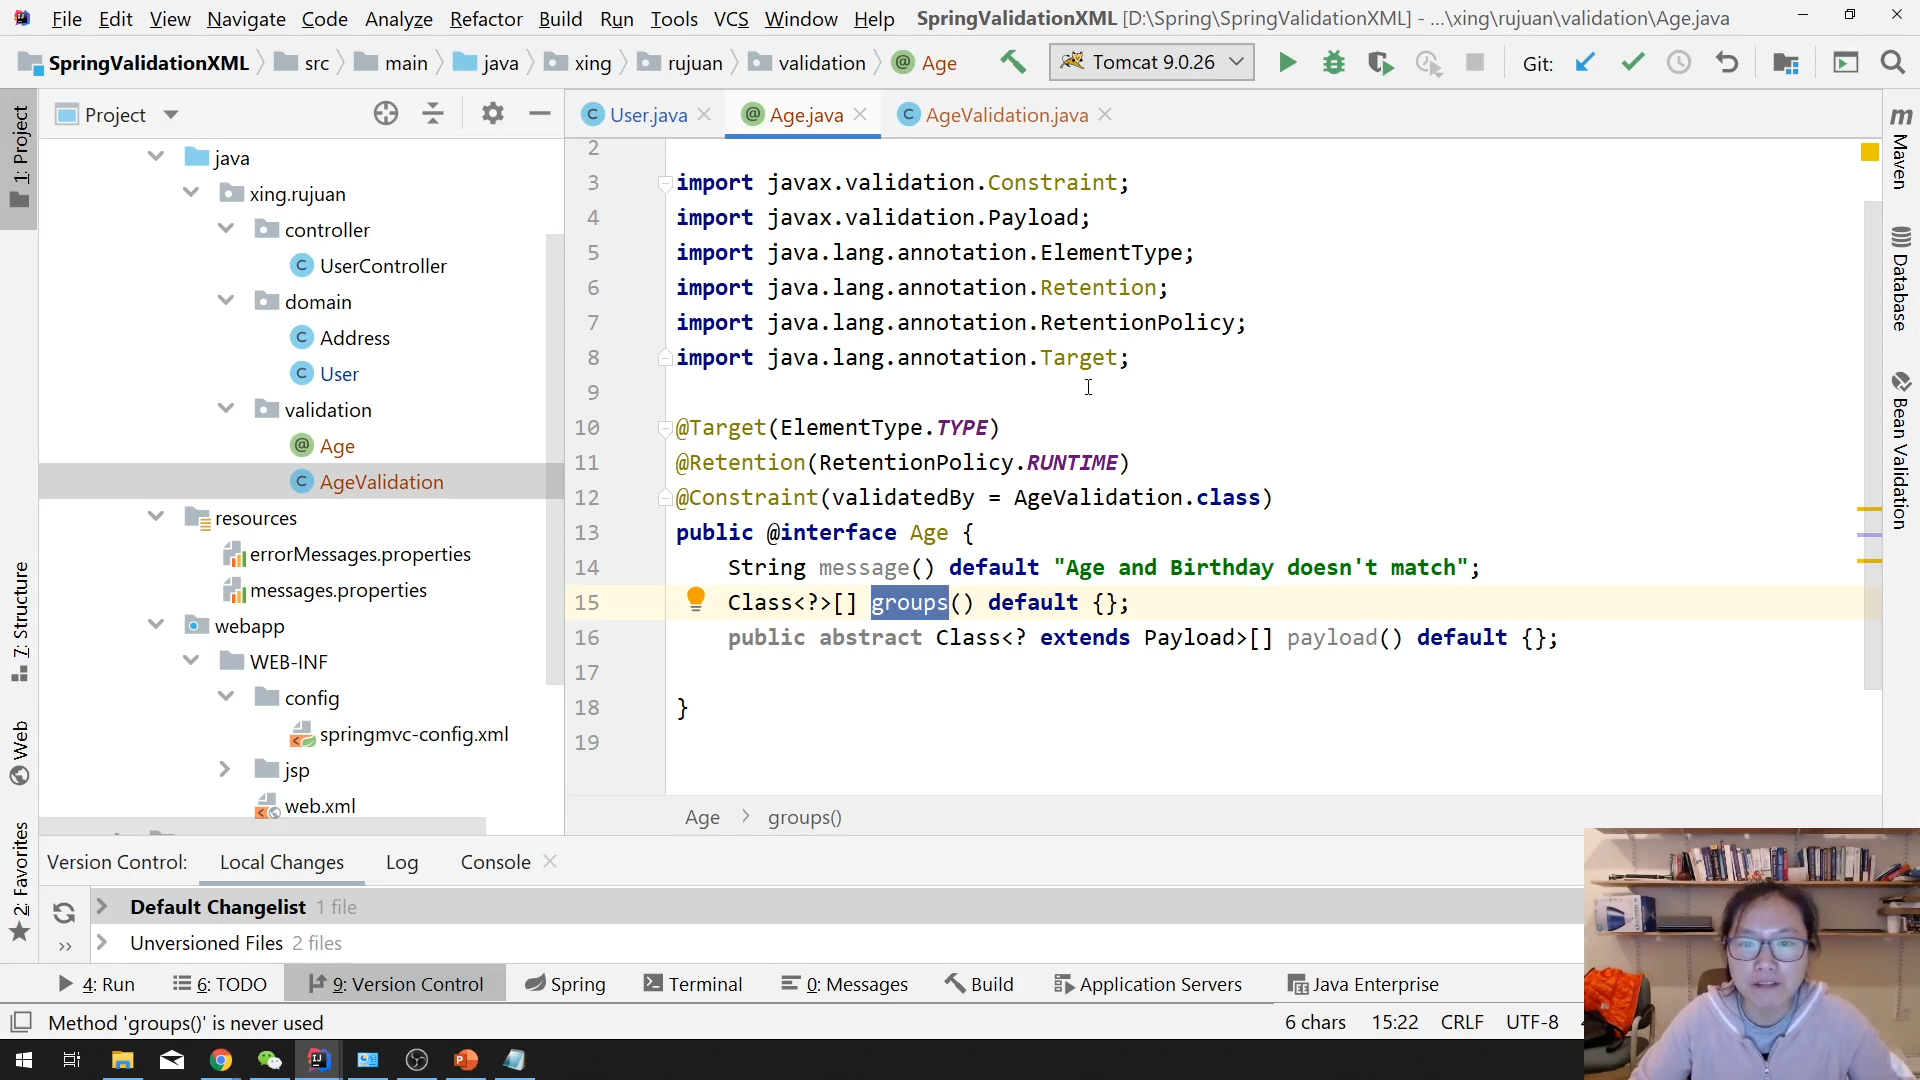 File Edit View Navigate Code Analyze Refactor Build Run Tools VCS Window Help SpringValidationXML [D:\Spring\SpringValidationXML] - ...\xing\rujuan\validation\Age.java
SpringValidationXML src main java xing rujuan validation Age Tomcat 9.0.26 Git:
1: Project
7: Structure
Web
2: Favorites
Project
java
xing.rujuan
controller
UserController
domain
Address
User
validation
Age
AgeValidation
resources
errorMessages.properties
messages.properties
webapp
WEB-INF
config
springmvc-config.xml
jsp
web.xml
User.java Age.java AgeValidation.java
2
3 import javax.validation.Constraint;
4 import javax.validation.Payload;
5 import java.lang.annotation.ElementType;
6 import java.lang.annotation.Retention;
7 import java.lang.annotation.RetentionPolicy;
8 import java.lang.annotation.Target;
9
10 @Target(ElementType.TYPE)
11 @Retention(RetentionPolicy.RUNTIME)
12 @Constraint(validatedBy = AgeValidation.class)
13 public @interface Age {
14 String message() default "Age and Birthday doesn't match";
15 Class<?>[] groups() default {};
16 public abstract Class<? extends Payload>[] payload() default {};
17
18 }
19
Age groups()
Maven
Database
Bean Validation
Version Control: Local Changes Log Console
Default Changelist 1 file
Unversioned Files 2 files
4: Run 6: TODO 9: Version Control Spring Terminal 0: Messages Build Application Servers Java Enterprise
Method 'groups()' is never used 6 chars 15:22 CRLF UTF-8